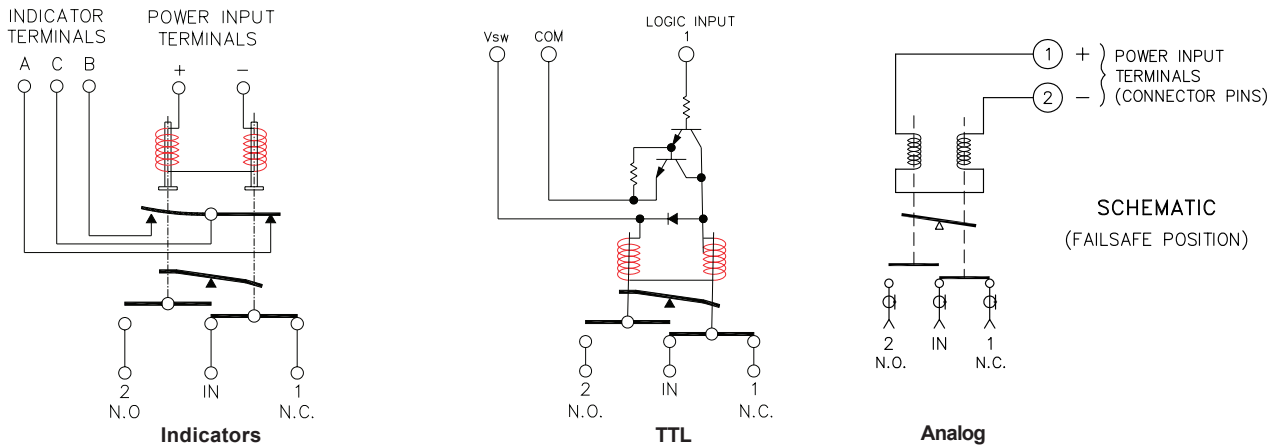 INDICATOR
TERMINALS
A C B
POWER INPUT
TERMINALS
+ −
2 IN 1
N.O N.C.
Indicators
Vsw COM
LOGIC INPUT
1
2 IN 1
N.O. N.C.
TTL
1 +
2 −
POWER INPUT
TERMINALS
(CONNECTOR PINS)
SCHEMATIC
(FAILSAFE POSITION)
2 IN 1
N.O. N.C.
Analog